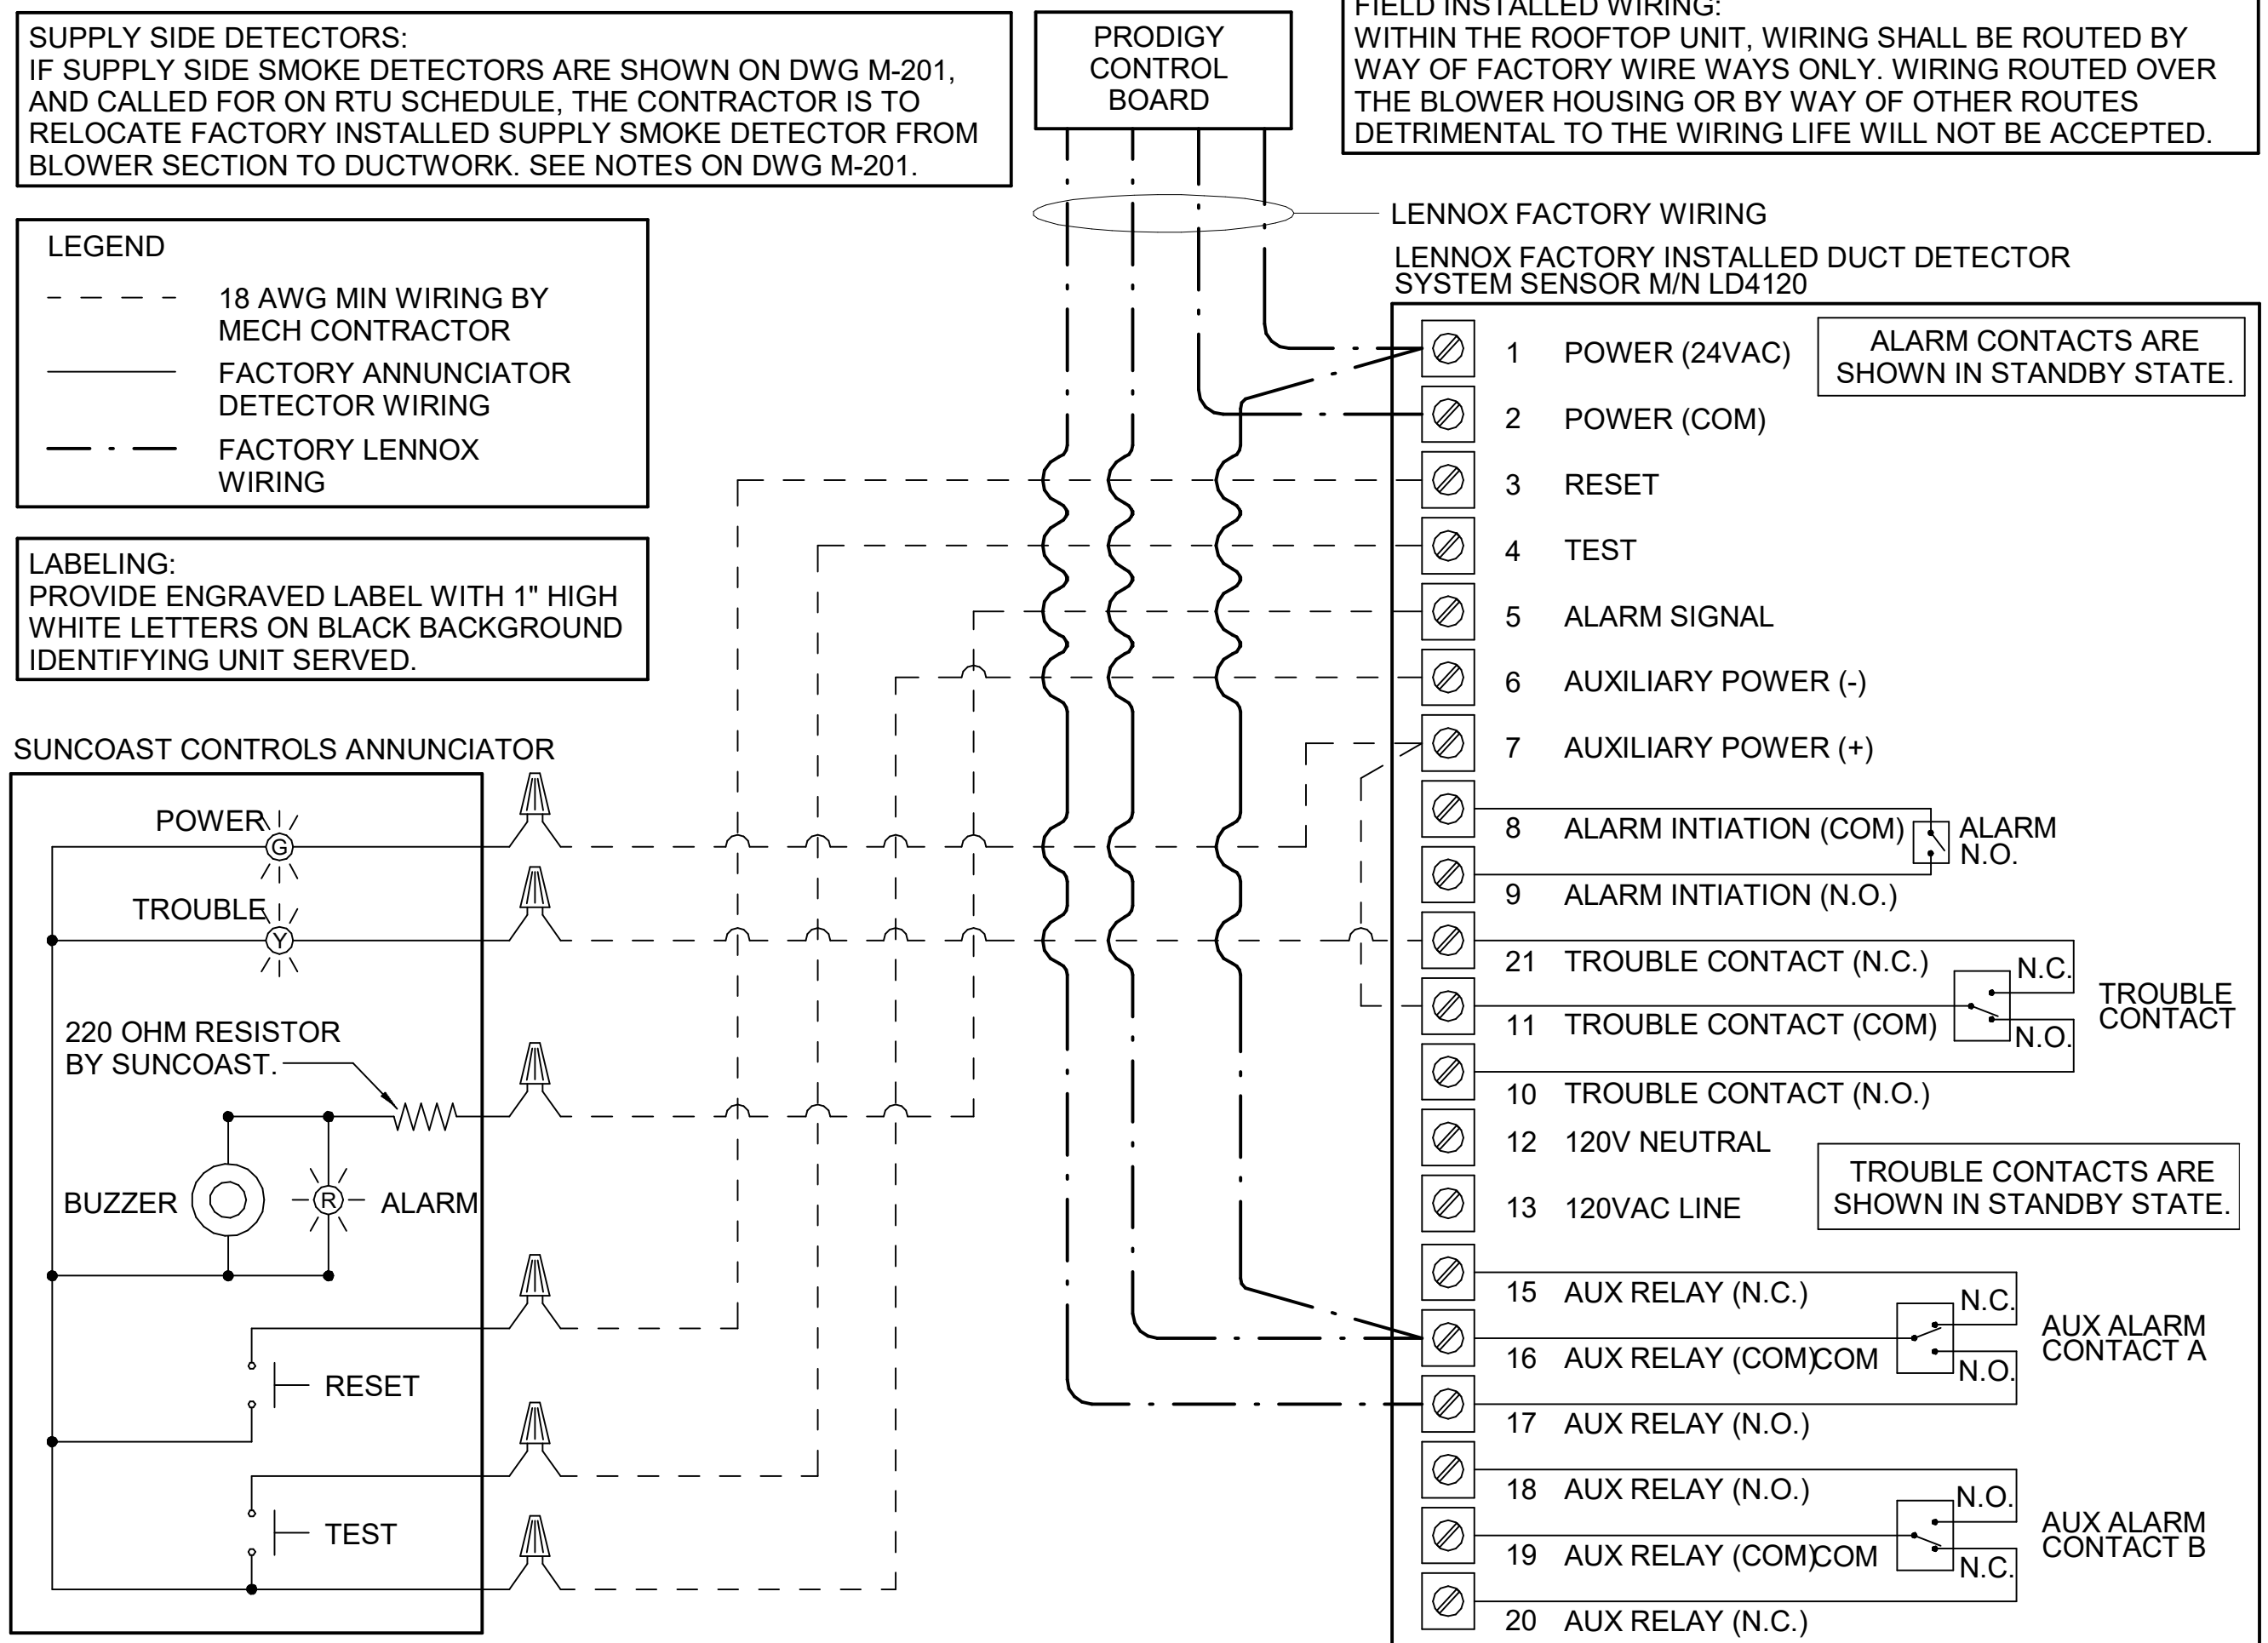 SUPPLY SIDE DETECTORS:
IF SUPPLY SIDE SMOKE DETECTORS ARE SHOWN ON DWG M-201,
AND CALLED FOR ON RTU SCHEDULE, THE CONTRACTOR IS TO
RELOCATE FACTORY INSTALLED SUPPLY SMOKE DETECTOR FROM
BLOWER SECTION TO DUCTWORK. SEE NOTES ON DWG M-201.
PRODIGY
CONTROL
BOARD
FIELD INSTALLED WIRING:
WITHIN THE ROOFTOP UNIT, WIRING SHALL BE ROUTED BY
WAY OF FACTORY WIRE WAYS ONLY. WIRING ROUTED OVER
THE BLOWER HOUSING OR BY WAY OF OTHER ROUTES
DETRIMENTAL TO THE WIRING LIFE WILL NOT BE ACCEPTED.
LEGEND
18 AWG MIN WIRING BY
MECH CONTRACTOR
FACTORY ANNUNCIATOR
DETECTOR WIRING
FACTORY LENNOX
WIRING
LABELING:
PROVIDE ENGRAVED LABEL WITH 1" HIGH
WHITE LETTERS ON BLACK BACKGROUND
IDENTIFYING UNIT SERVED.
SUNCOAST CONTROLS ANNUNCIATOR
POWER
G
TROUBLE
Y
220 OHM RESISTOR
BY SUNCOAST.
BUZZER
R
ALARM
RESET
TEST
LENNOX FACTORY WIRING
LENNOX FACTORY INSTALLED DUCT DETECTOR
SYSTEM SENSOR M/N LD4120
1 POWER (24VAC)
ALARM CONTACTS ARE
SHOWN IN STANDBY STATE.
2 POWER (COM)
3 RESET
4 TEST
5 ALARM SIGNAL
6 AUXILIARY POWER (-)
7 AUXILIARY POWER (+)
8 ALARM INTIATION (COM)
ALARM
N.O.
9 ALARM INTIATION (N.O.)
21 TROUBLE CONTACT (N.C.)
N.C.
TROUBLE
CONTACT
11 TROUBLE CONTACT (COM)
N.O.
10 TROUBLE CONTACT (N.O.)
12 120V NEUTRAL
13 120VAC LINE
TROUBLE CONTACTS ARE
SHOWN IN STANDBY STATE.
15 AUX RELAY (N.C.)
N.C.
AUX ALARM
CONTACT A
16 AUX RELAY (COM)COM
N.O.
17 AUX RELAY (N.O.)
18 AUX RELAY (N.O.)
N.O.
AUX ALARM
CONTACT B
19 AUX RELAY (COM)COM
N.C.
20 AUX RELAY (N.C.)